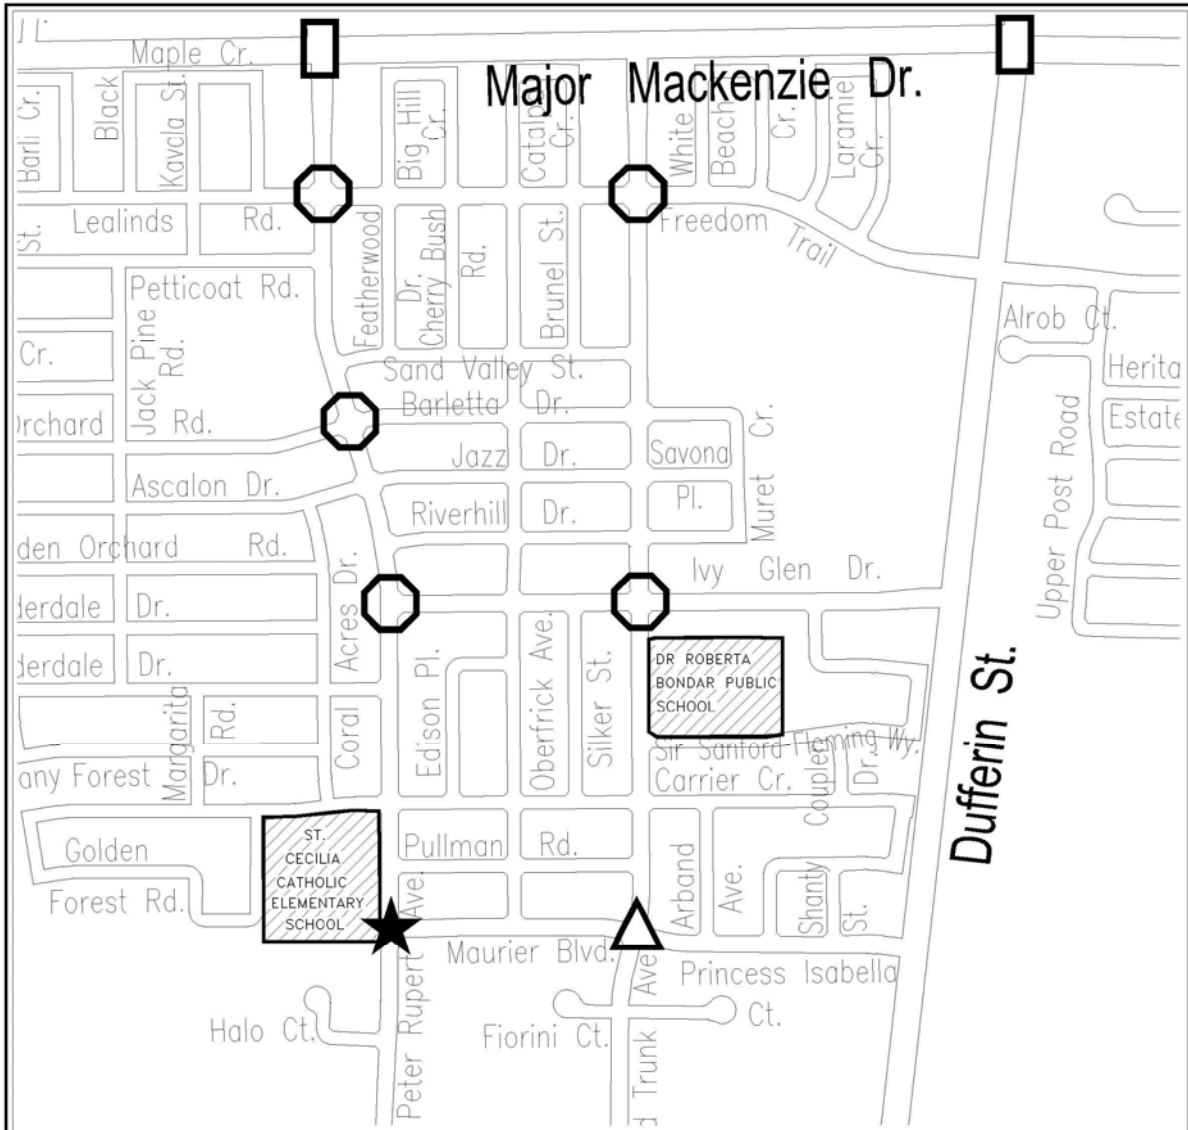 Maple Cr.
Major Mackenzie Dr.
Barli Cr.
Black
Kavala St.
Big Hill
Cr.
Catalpa
Cr.
White
Beach
Cr.
Laramie
Cr.
Lealinds Rd.
St.
Featherwood
Dr.
Cherry Bush
Rd.
Brunel St.
Freedom
Trail
Petticoat Rd.
Jack Pine
Rd.
Alrob Ct.
Cr.
Sand Valley St.
Barletta Dr.
Herita
Estate
Orchard Rd.
Jazz Dr.
Savona
Pl.
Muret Cr.
Upper Post Road
Ascalon Dr.
Riverhill Dr.
den Orchard Rd.
Ivy Glen Dr.
derdale Dr.
Coral Acres Dr.
derdale Dr.
Edison Pl.
Oberfrick Ave.
Silker St.
DR ROBERTA
BONDAR PUBLIC
SCHOOL
Dufferin St.
Margarita
Rd.
Sir Sanford Fleming Wy.
any Forest Dr.
Carrier Cr.
Coupler
Dr.
Golden
Forest Rd.
ST.
CECILIA
CATHOLIC
ELEMENTARY
SCHOOL
Pullman Rd.
Arband
Ave.
Shanty
St.
Maurier Blvd.
Princess Isabella
Ct.
Halo Ct.
Peter Rupert Ave.
Fiorini Ct.
d Trunk Ave